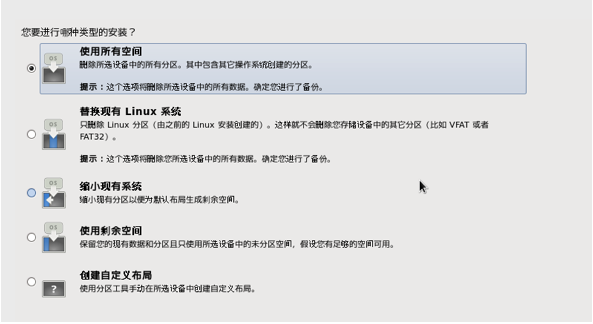 您要进行哪种类型的安装？
使用所有空间
删除所选设备中的所有分区。其中包含其它操作系统创建的分区。
提示：这个选项将删除所选设备中的所有数据。确定您进行了备份。
替换现有 Linux 系统
只删除 Linux 分区（由之前的 Linux 安装创建的）。这样就不会删除您存储设备中的其它分区（比如 VFAT 或者
FAT32）。
提示：这个选项将删除您所选设备中的所有数据。确定您进行了备份。
缩小现有系统
缩小现有分区以便为默认布局生成剩余空间。
使用剩余空间
保留您的现有数据和分区且只使用所选设备中的未分区空间，假设您有足够的空间可用。
创建自定义布局
使用分区工具手动在所选设备中创建自定义布局。
OS
OS
OS
OS
?